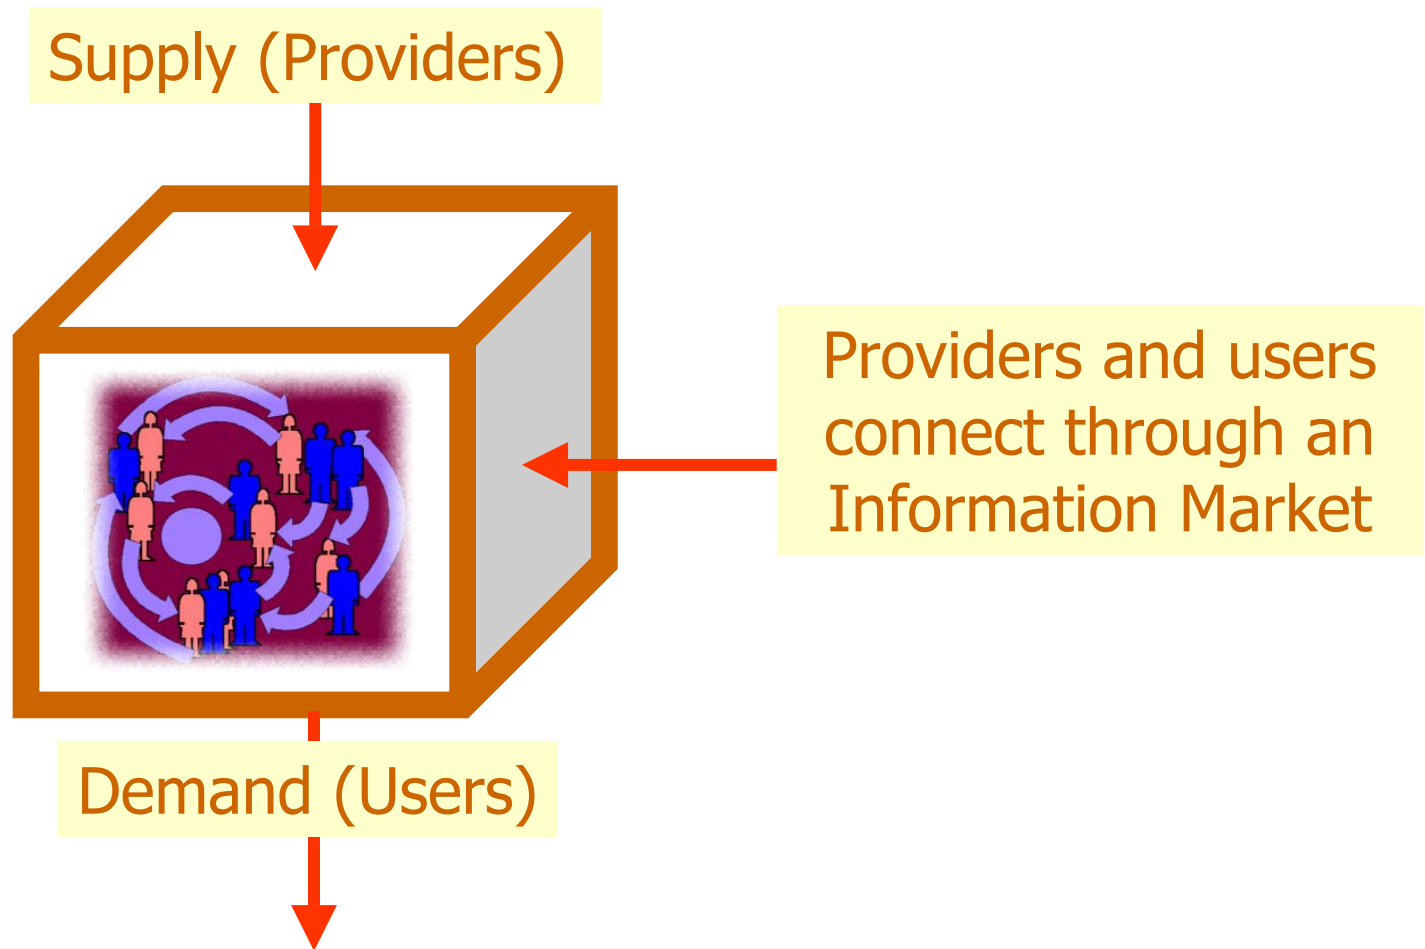 Supply (Providers)
Providers and users
connect through an
Information Market
Demand (Users)